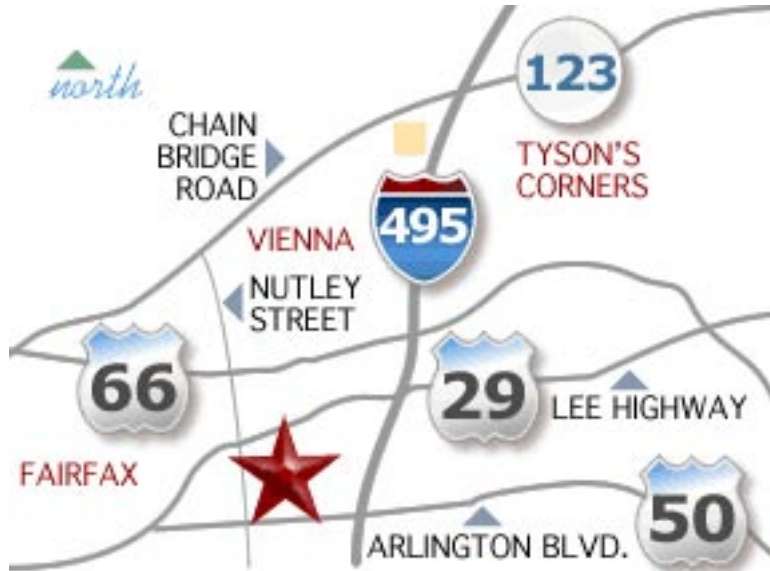 123
north
CHAIN
BRIDGE
ROAD
TYSON'S
CORNERS
495
VIENNA
NUTLEY
STREET
66
29
LEE HIGHWAY
FAIRFAX
50
ARLINGTON BLVD.